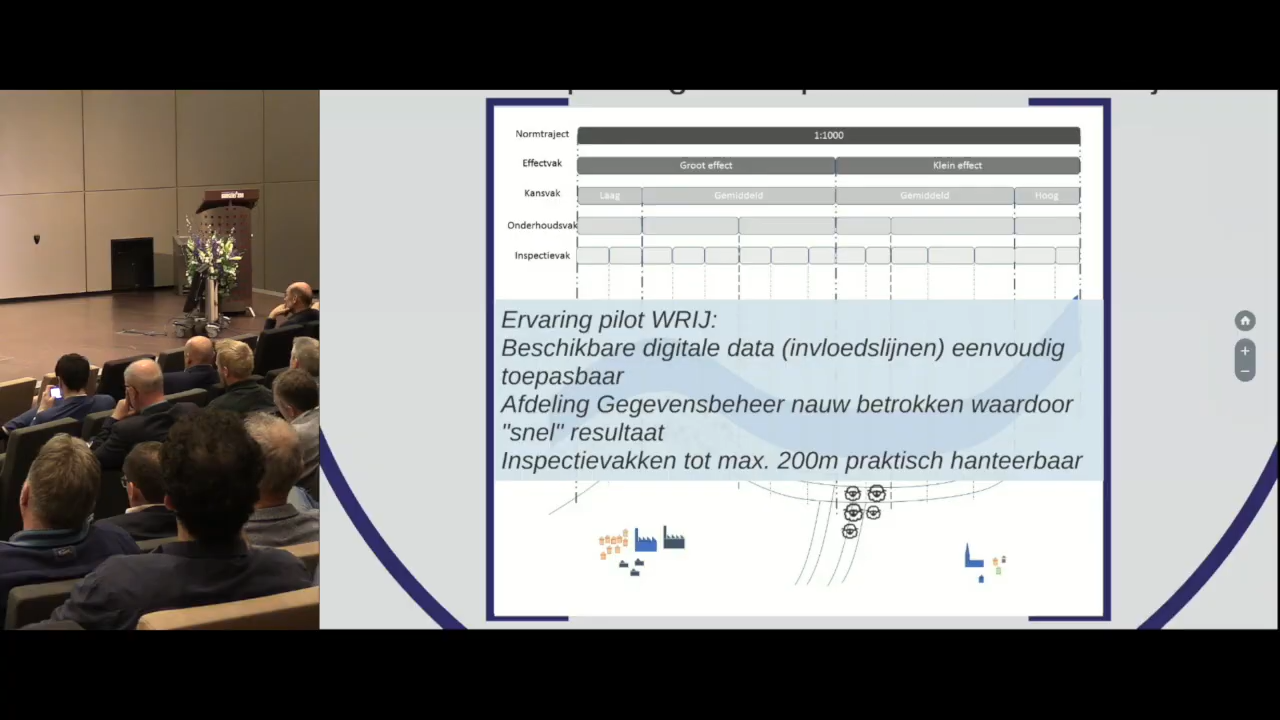 Normtraject 1:1000
Effectvak Groot effect Klein effect
Kansvak Laag Gemiddeld Gemiddeld Hoog
Onderhoudsvak
Inspectievak
Ervaring pilot WRIJ:
Beschikbare digitale data (invloedslijnen) eenvoudig
toepasbaar
Afdeling Gegevensbeheer nauw betrokken waardoor
"snel" resultaat
Inspectievakken tot max. 200m praktisch hanteerbaar